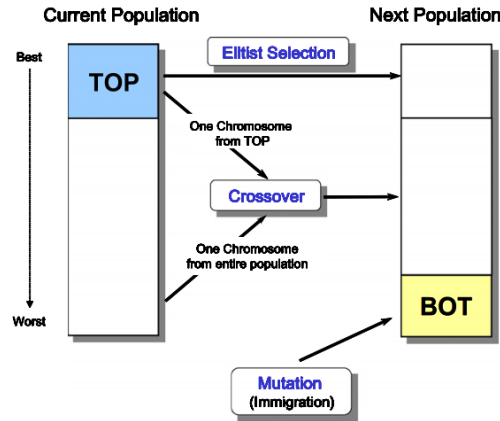 Current Population
Next Population
Best
TOP
Elltist Selection
One Chromosome
from TOP
Crossover
One Chromosome
from entire population
Worst
BOT
Mutation
(Immigration)